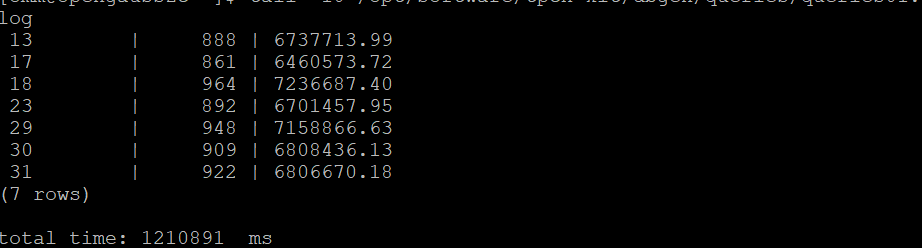 log
13 | 888 | 6737713.99
17 | 861 | 6460573.72
18 | 964 | 7236687.40
23 | 892 | 6701457.95
29 | 948 | 7158866.63
30 | 909 | 6808436.13
31 | 922 | 6806670.18
(7 rows)
total time: 1210891 ms